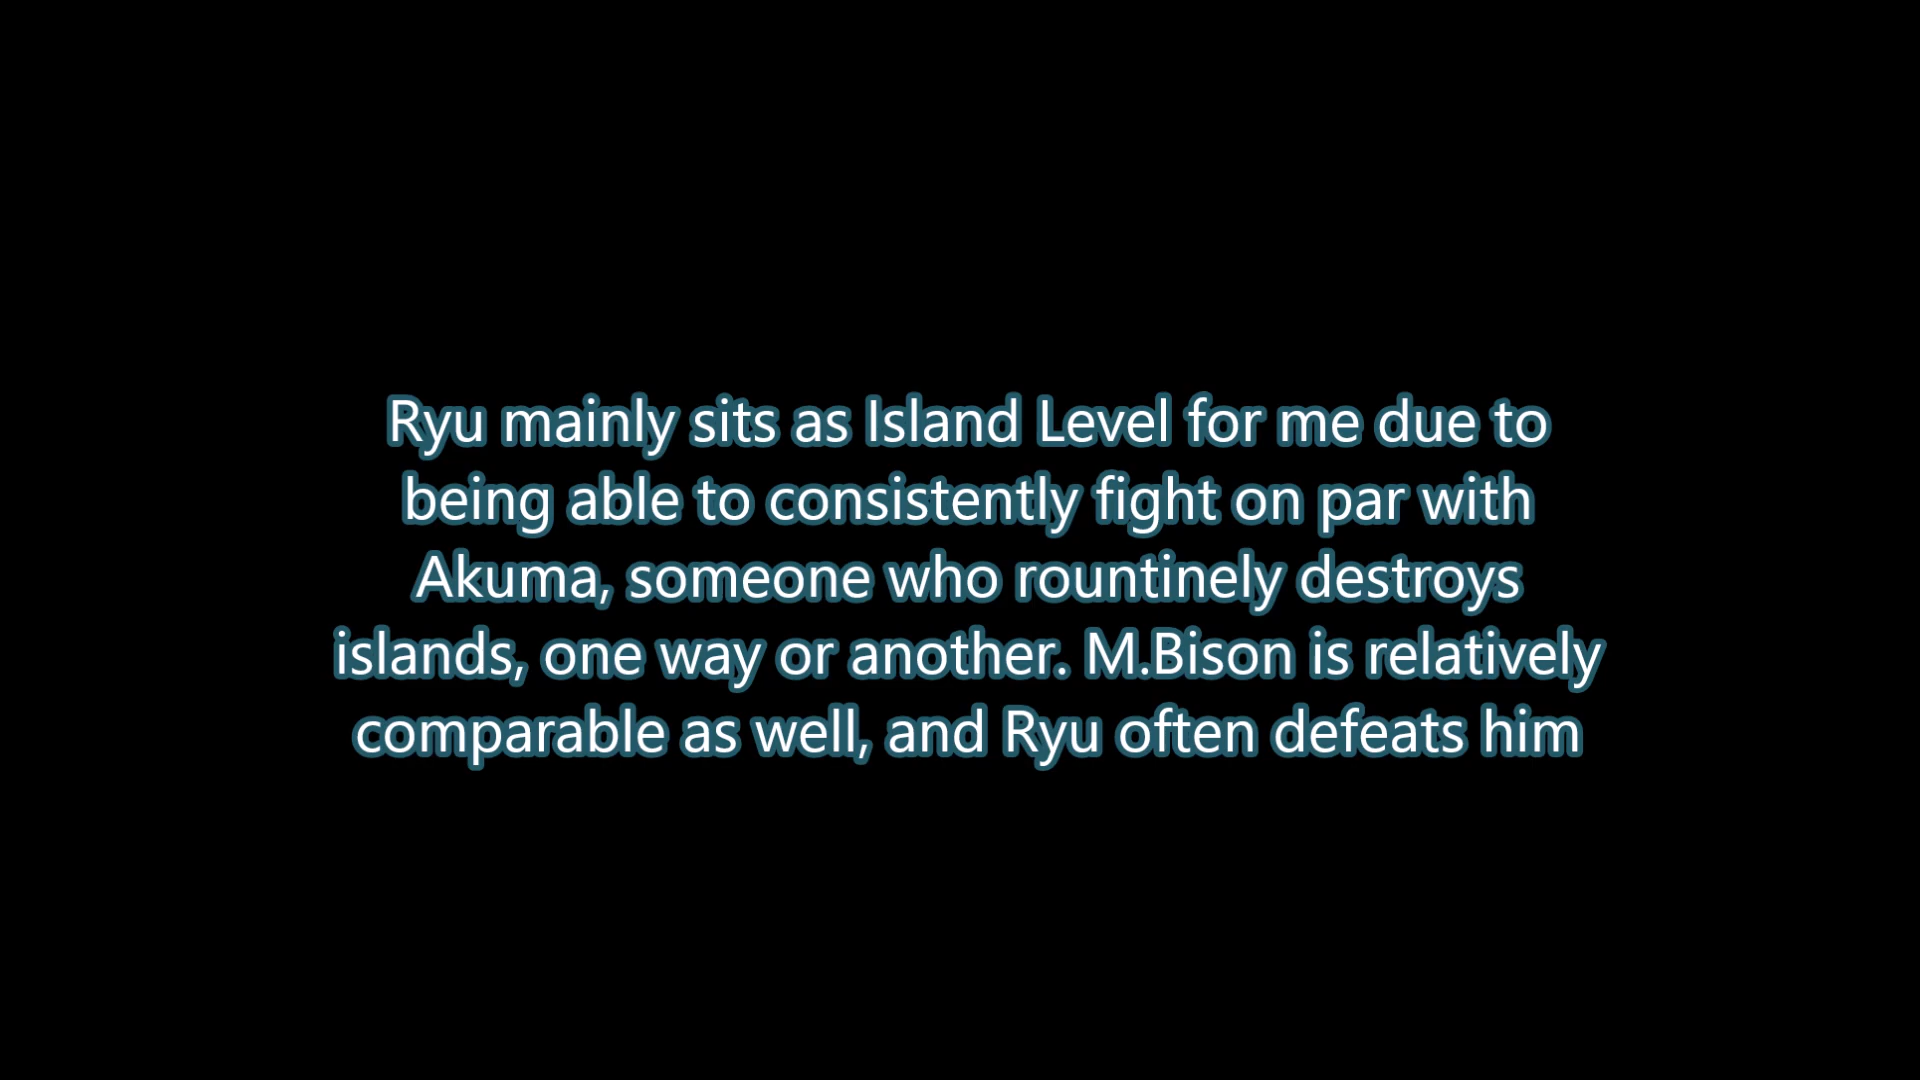 Ryu mainly sits as Island Level for me due to
being able to consistently fight on par with
Akuma, someone who rountinely destroys
islands, one way or another. M.Bison is relatively
comparable as well, and Ryu often defeats him